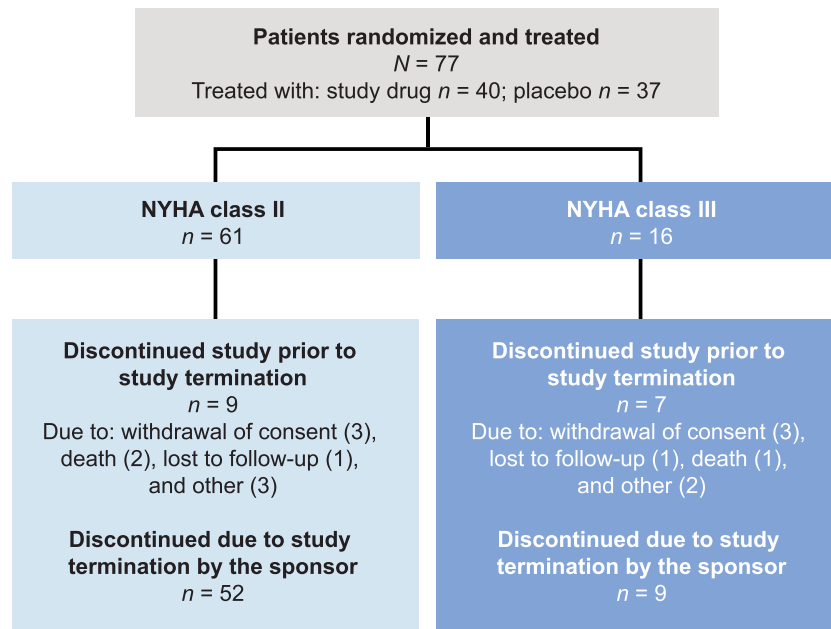 Patients randomized and treated
N = 77
Treated with: study drug n = 40; placebo n = 37
NYHA class II
n = 61
NYHA class III
n = 16
Discontinued study prior to
study termination
n = 9
Due to: withdrawal of consent (3),
death (2), lost to follow-up (1),
and other (3)
Discontinued due to study
termination by the sponsor
n = 52
Discontinued study prior to
study termination
n = 7
Due to: withdrawal of consent (3),
lost to follow-up (1), death (1),
and other (2)
Discontinued due to study
termination by the sponsor
n = 9